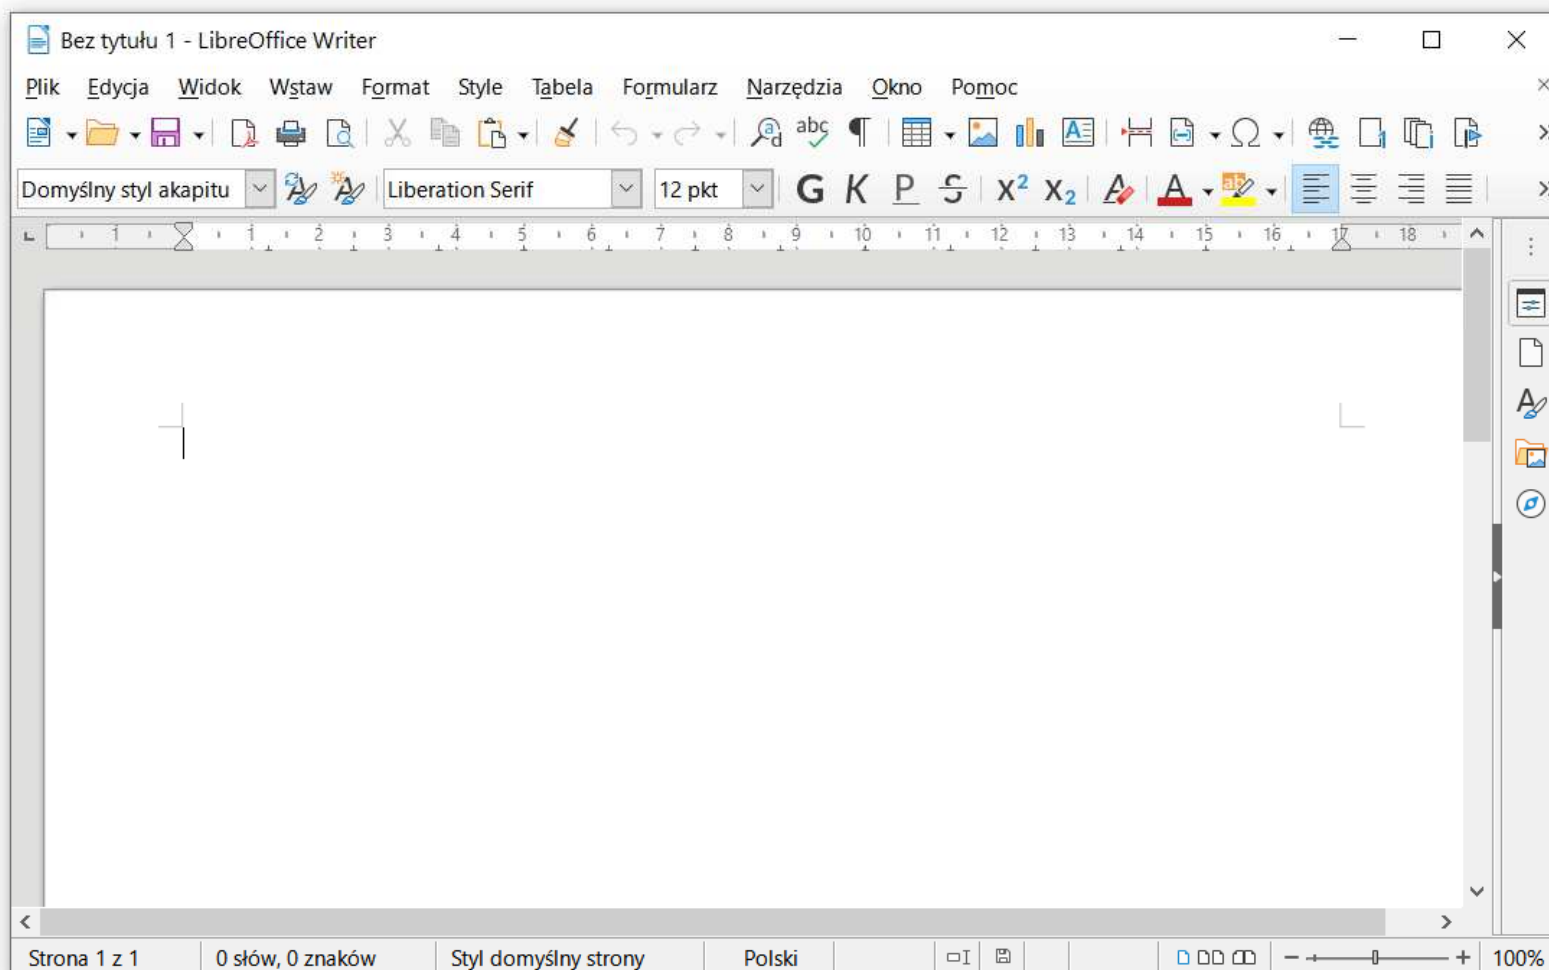 Bez tytułu 1 - LibreOffice Writer
Plik Edycja Widok Wstaw Format Style Tabela Formularz Narzędzia Okno Pomoc
Domyślny styl akapitu Liberation Serif 12 pkt G K P S X² X₂ A A
1 1 2 3 4 5 6 7 8 9 10 11 12 13 14 15 16 17 18
Strona 1 z 1 0 słów, 0 znaków Styl domyślny strony Polski 100%